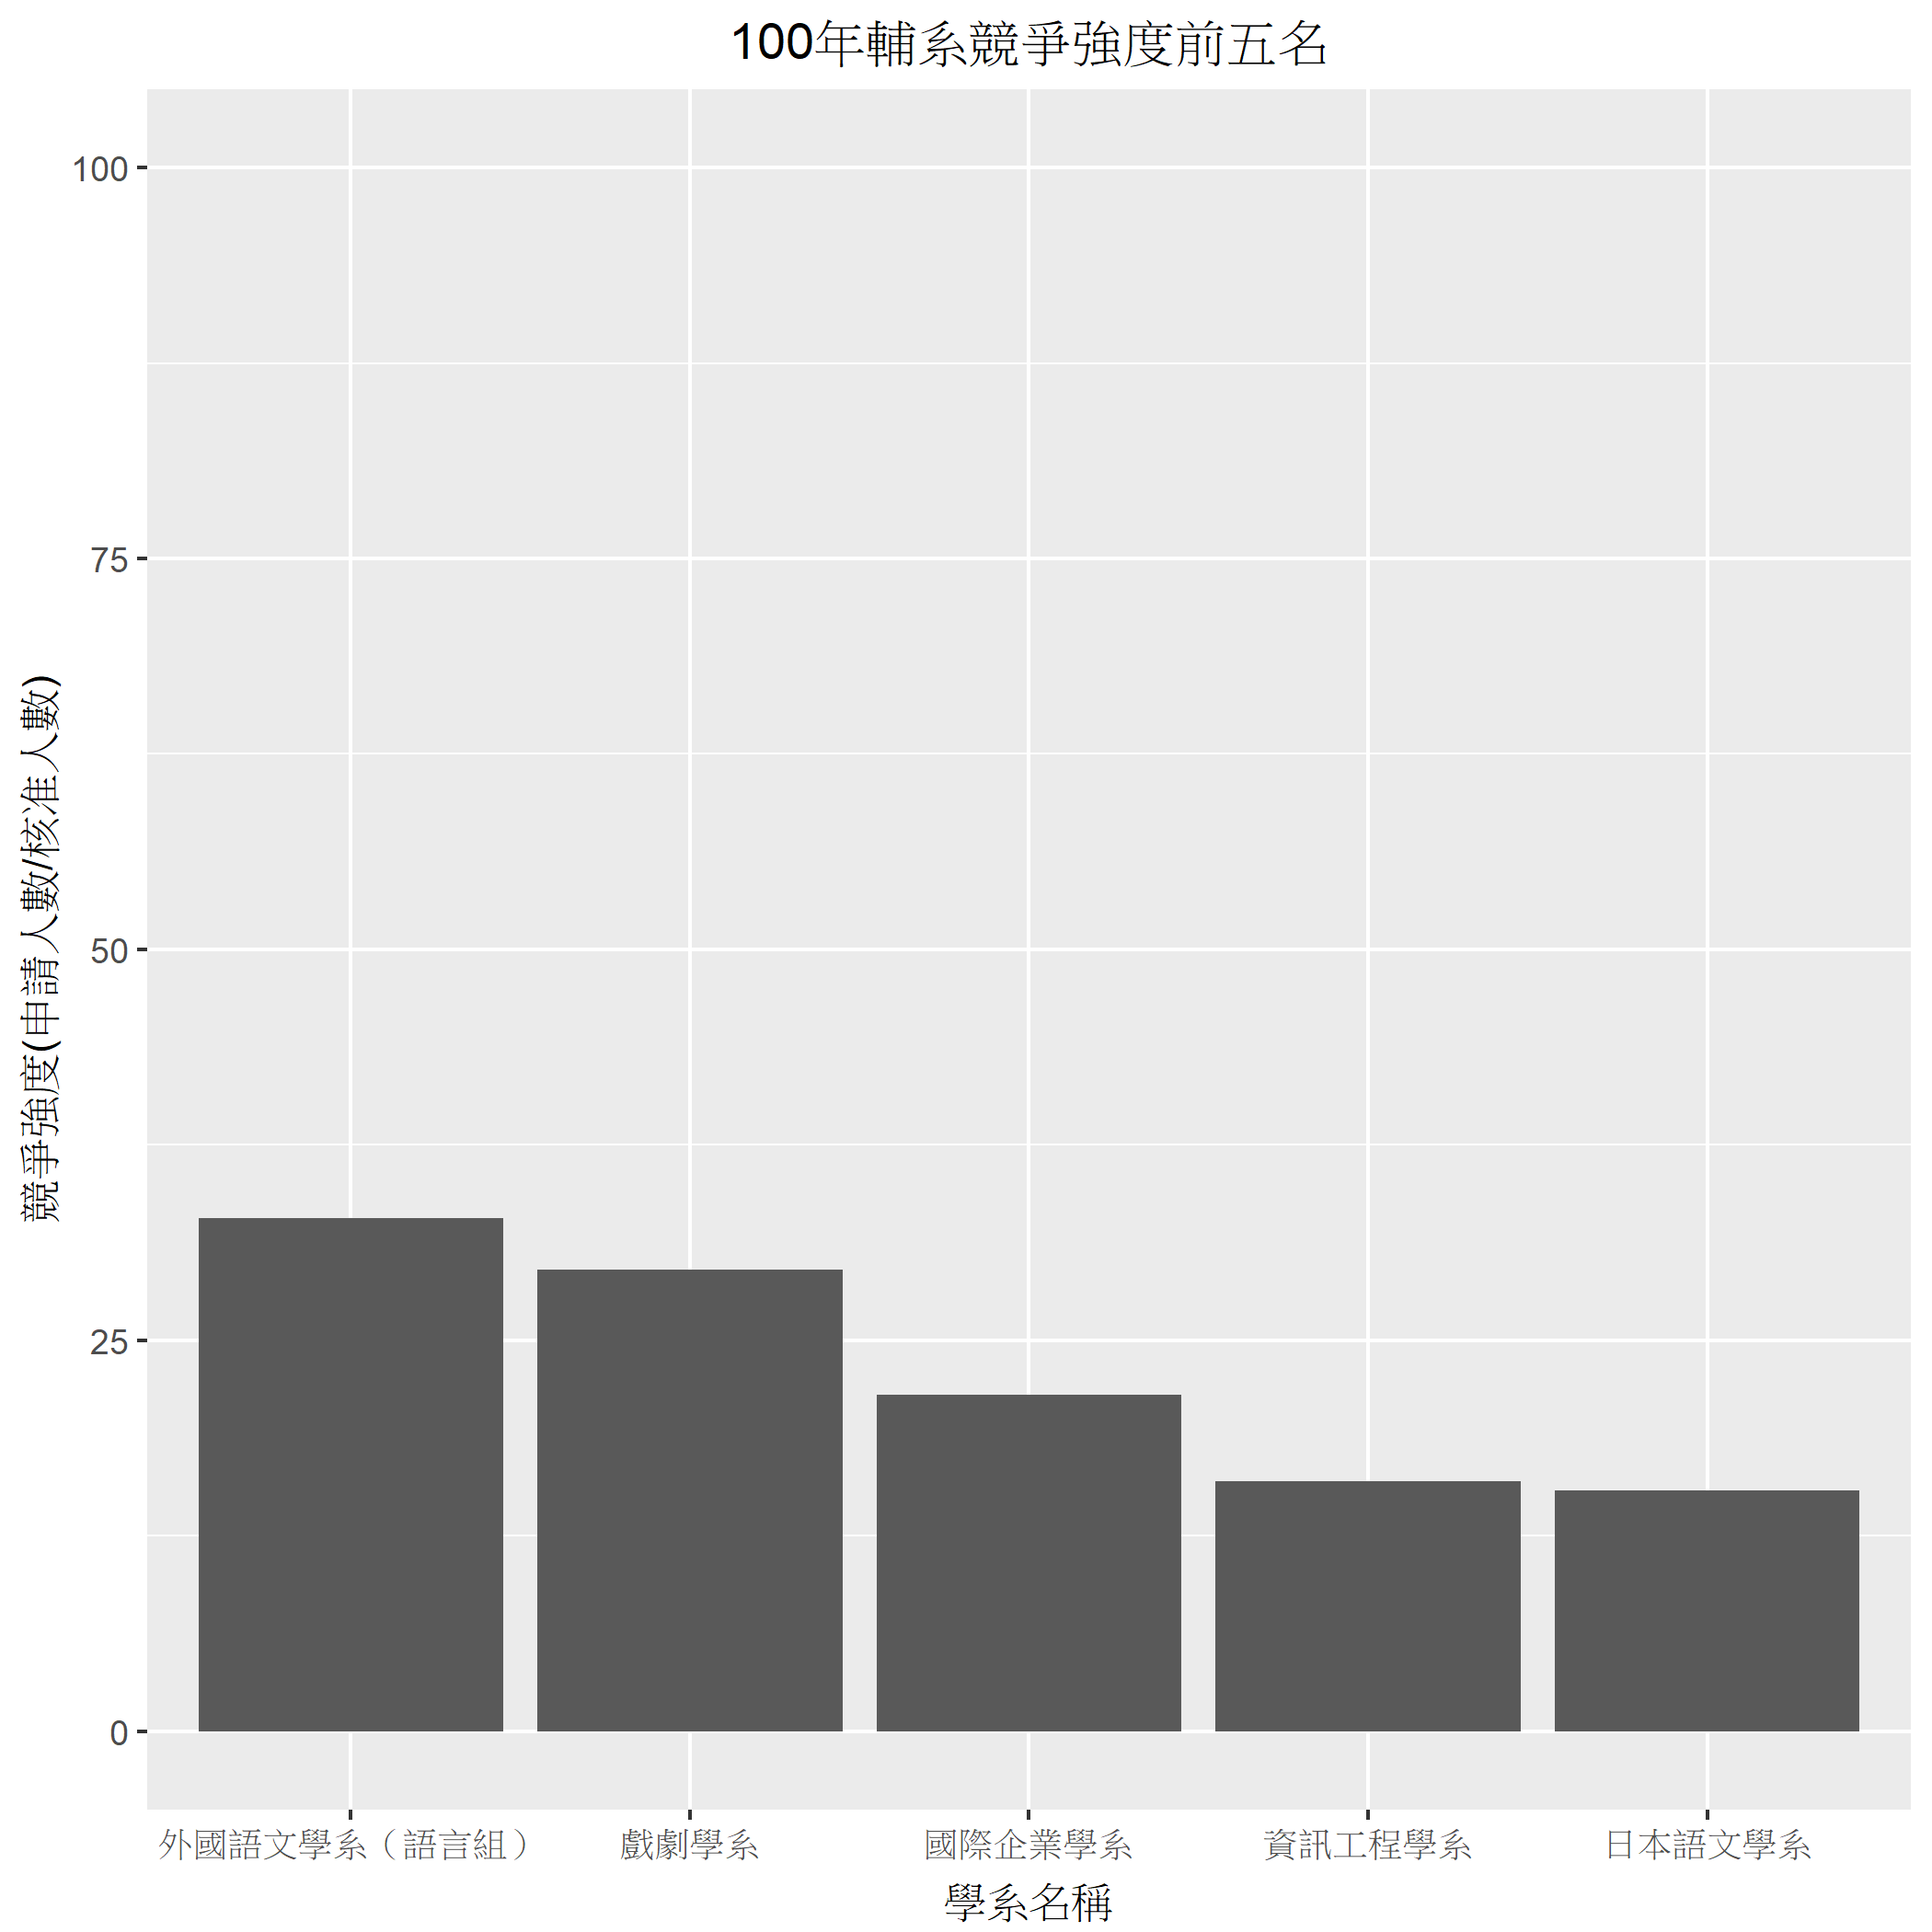 100年輔系競爭強度前五名
競爭強度(申請人數/核准人數)
100
75
50
25
0
外國語文學系（語言組）
戲劇學系
國際企業學系
資訊工程學系
日本語文學系
學系名稱